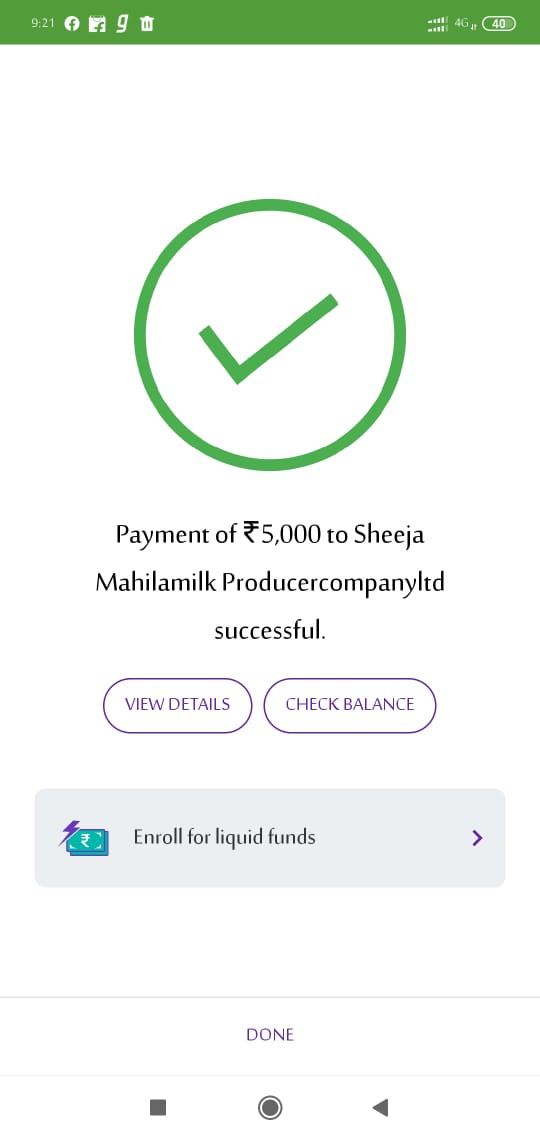 9:21
4G 40
Payment of ₹5,000 to Sheeja
Mahilamilk Producercompanyltd
successful.
VIEW DETAILS CHECK BALANCE
Enroll for liquid funds
DONE